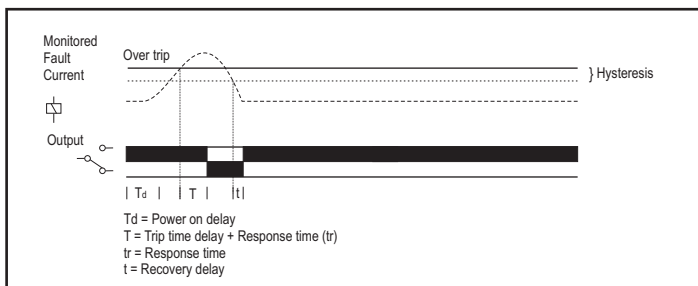 Monitored
Fault
Current
Over trip
} Hysteresis
Output
| Td | | T | | t |
Td = Power on delay
T = Trip time delay + Response time (tr)
tr = Response time
t = Recovery delay